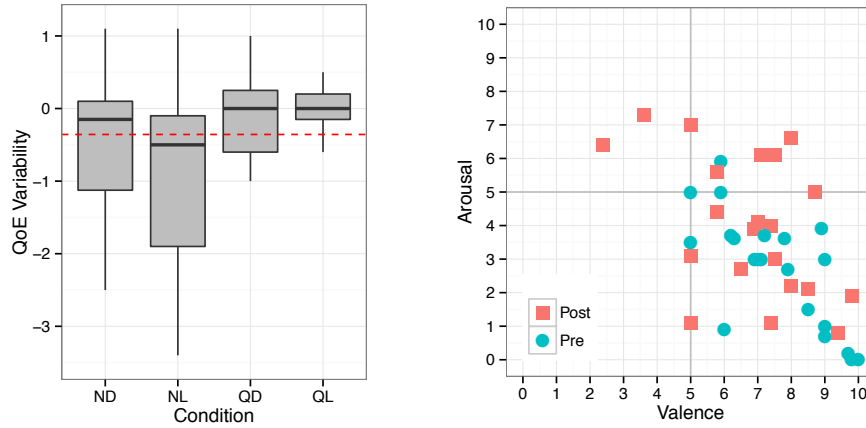 1
0
−1
−2
−3
QoE Variability
ND NL QD QL
Condition
10
9
8
7
6
5
4
3
2
1
0
Arousal
Post
Pre
0 1 2 3 4 5 6 7 8 9 10
Valence